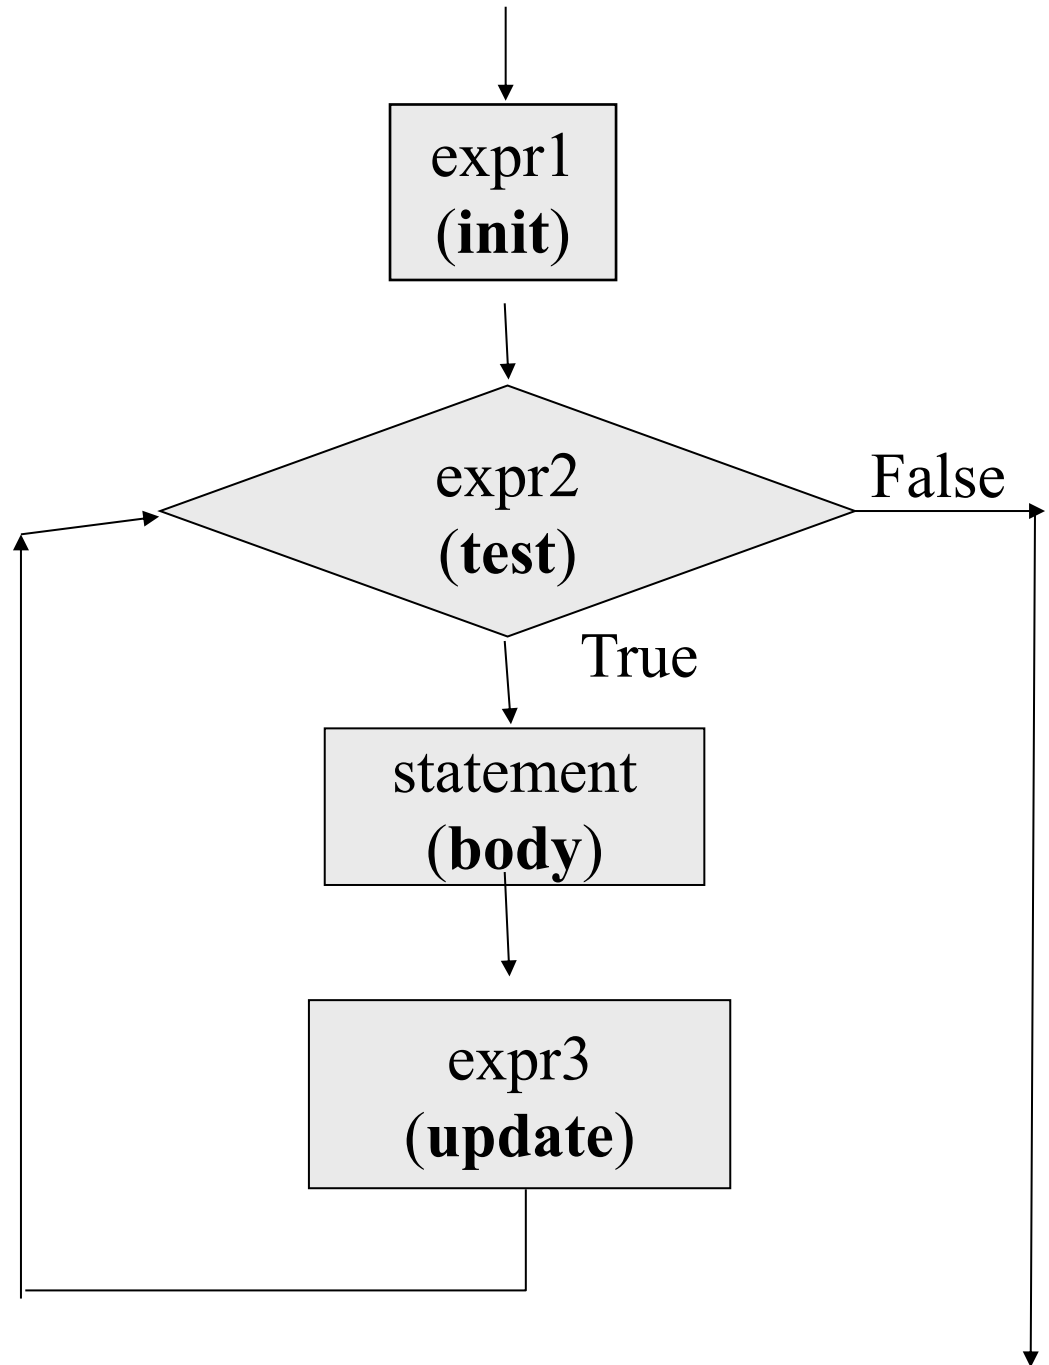 expr1
(init)
expr2
(test)
False
True
statement
(body)
expr3
(update)